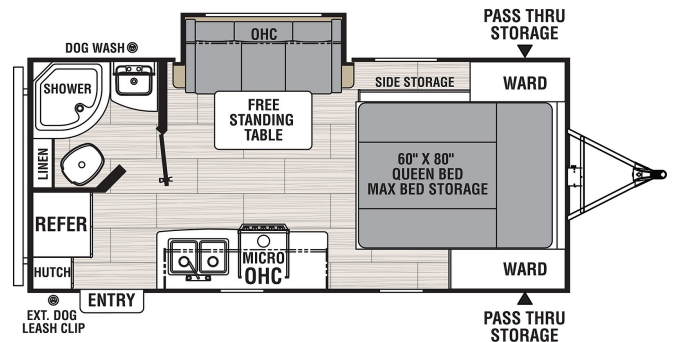 PASS THRU
STORAGE
DOG WASH
OHC
SHOWER
SIDE STORAGE
WARD
FREE
STANDING
TABLE
60" X 80"
QUEEN BED
MAX BED STORAGE
LINEN
REFER
MICRO
OHC
WARD
HUTCH
ENTRY
EXT. DOG
LEASH CLIP
PASS THRU
STORAGE